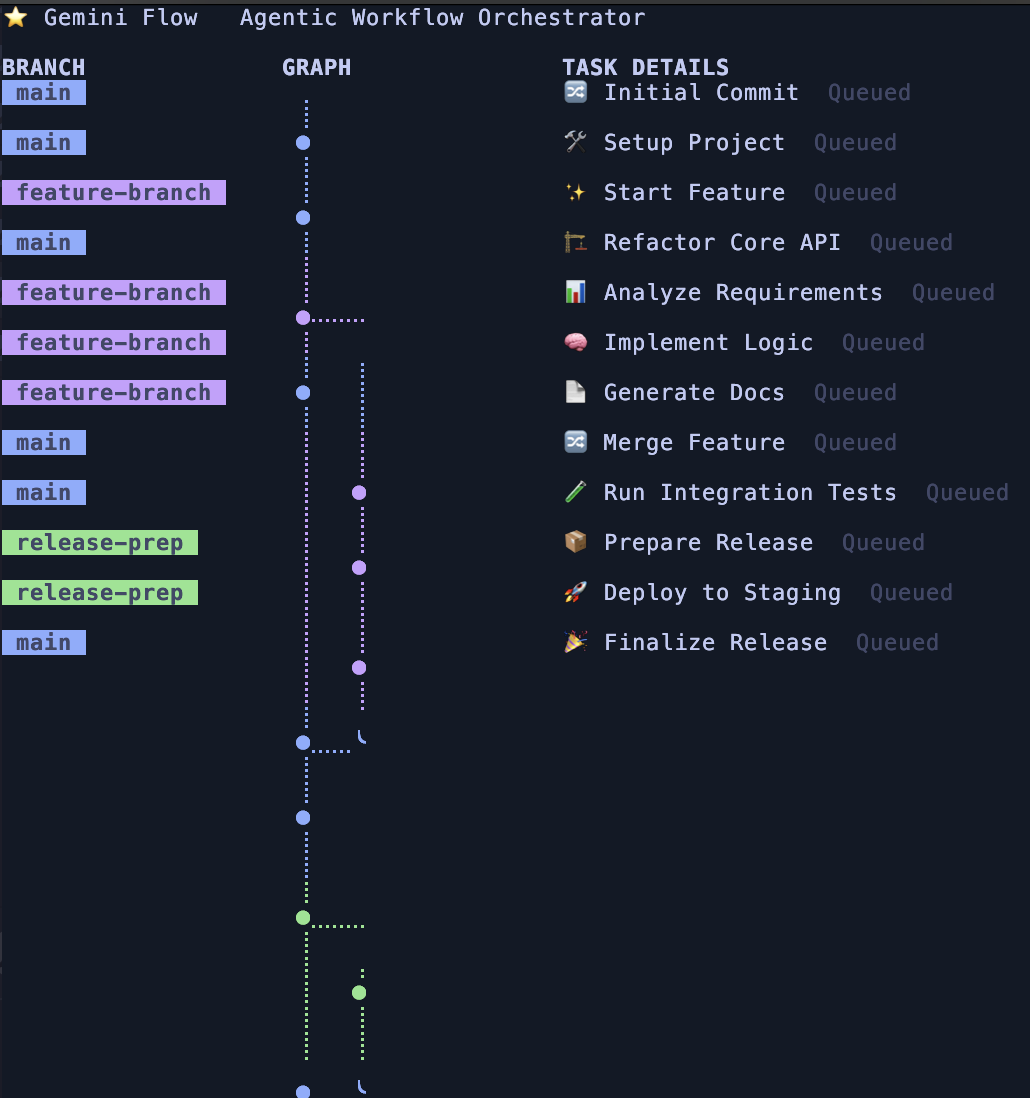 ⭐ Gemini Flow Agentic Workflow Orchestrator
BRANCH GRAPH TASK DETAILS
main 🔀 Initial Commit Queued
main 🛠 Setup Project Queued
feature-branch ✨ Start Feature Queued
main 🏗 Refactor Core API Queued
feature-branch 📊 Analyze Requirements Queued
feature-branch 🧠 Implement Logic Queued
feature-branch 📄 Generate Docs Queued
main 🔀 Merge Feature Queued
main 🧪 Run Integration Tests Queued
release-prep 📦 Prepare Release Queued
release-prep 🚀 Deploy to Staging Queued
main 🎉 Finalize Release Queued